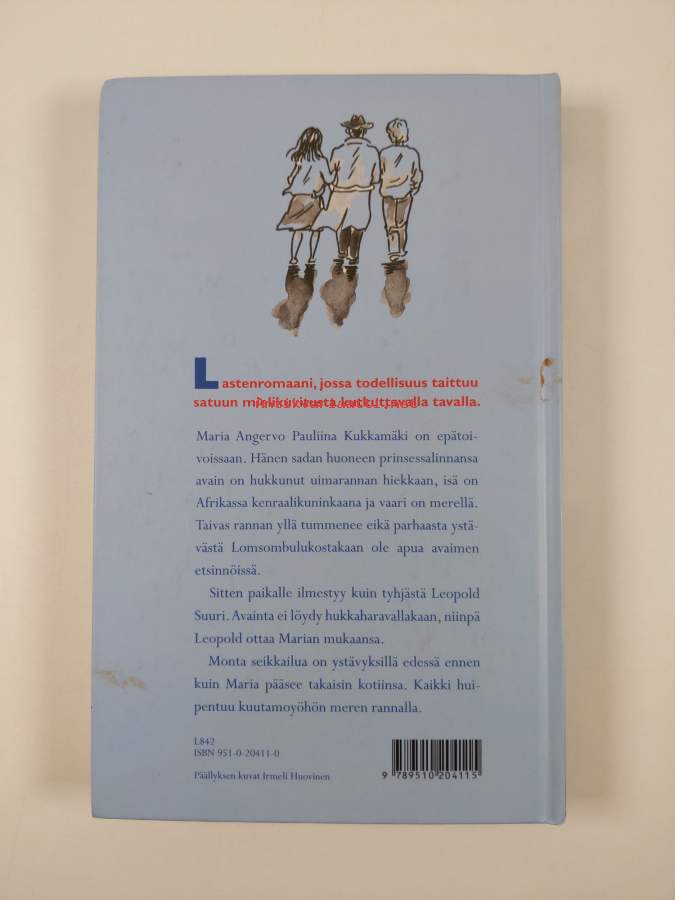 Lastenromaani, jossa todellisuus taittuu
satuun mielikuvitusta kutkuttavalla tavalla.
Maria Angervo Pauliina Kukkamäki on epätoi-
voissaan. Hänen sadan huoneen prinsessalinnansa
avain on hukkunut uimarannan hiekkaan, isä on
Afrikassa kenraalikuninkaana ja vaari on merellä.
Taivas rannan yllä tummenee eikä parhaasta ystä-
västä Lomsombulukostakaan ole apua avaimen
etsinnöissä.
Sitten paikalle ilmestyy kuin tyhjästä Leopold
Suuri. Avainta ei löydy hukkaharavallakaan, niinpä
Leopold ottaa Marian mukaansa.
Monta seikkailua on ystävyksillä edessä ennen
kuin Maria pääsee takaisin kotiinsa. Kaikki hui-
pentuu kuutamoyöhön meren rannalla.
L842
ISBN 951-0-20411-0
Päällyksen kuvat Irmeli Huovinen
9 789510 204115